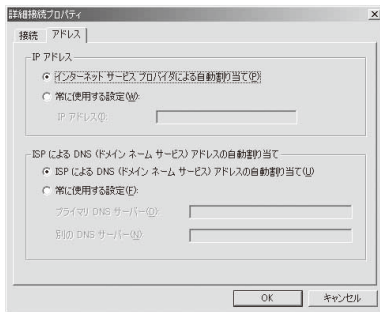 詳細接続プロパティ
接続 アドレス
IP アドレス
インターネット サービス プロバイダによる自動割り当て(P)
常に使用する設定(W):
IP アドレス(I):
ISP による DNS (ドメイン ネーム サービス) アドレスの自動割り当て
ISP による DNS (ドメイン ネーム サービス) アドレスの自動割り当て(U)
常に使用する設定(F):
プライマリ DNS サーバー(D):
別の DNS サーバー(N):
OK キャンセル